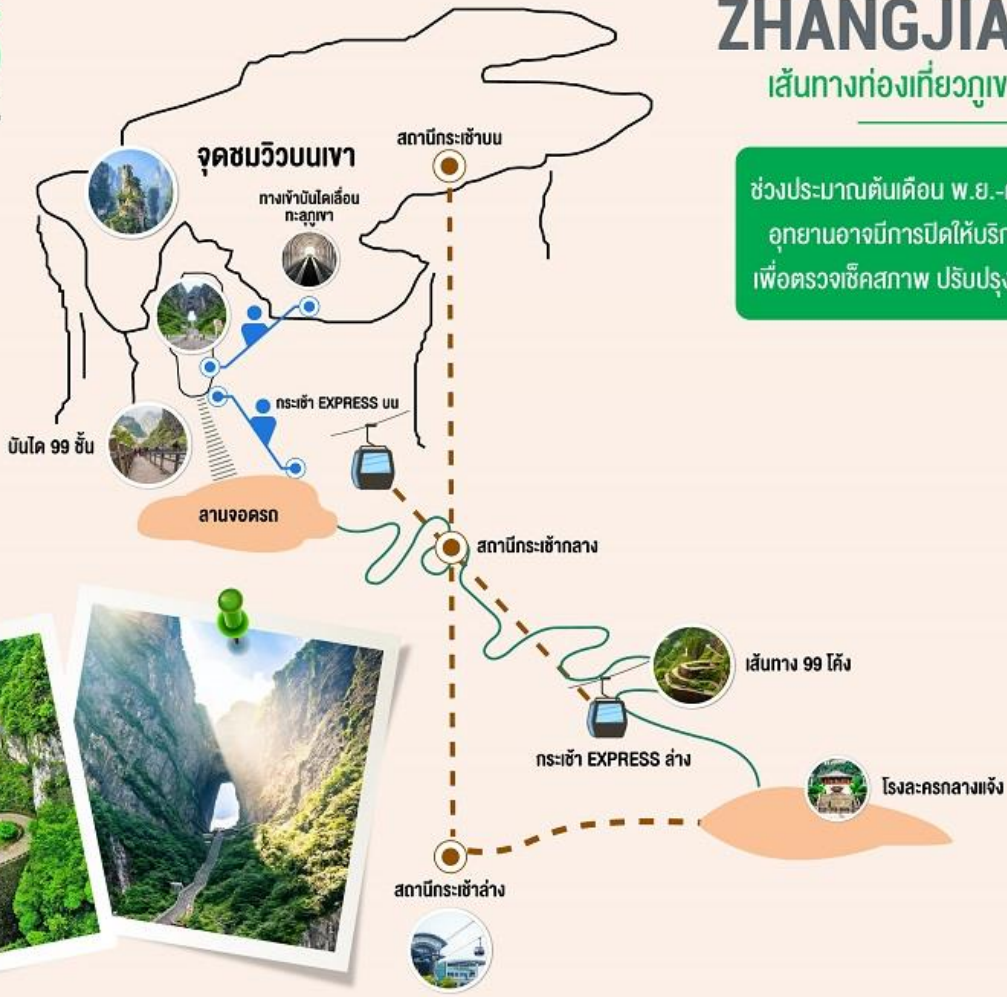 ZHANGJIA
เส้นทางท่องเที่ยวภูเข
ช่วงประมาณต้นเดือน พ.ย.-
อุทยานอาจมีการปิดให้บริก
เพื่อตรวจเช็คสภาพ ปรับปรุง
สถานีกระเช้าบน
จุดชมวิวบนเขา
ทางเข้าบันไดเลื่อน
ทะลุภูเขา
กระเช้า EXPRESS บน
บันได 99 ชั้น
ลานจอดรถ
สถานีกระเช้ากลาง
เส้นทาง 99 โค้ง
กระเช้า EXPRESS ล่าง
โรงละครกลางแจ้ง
สถานีกระเช้าล่าง